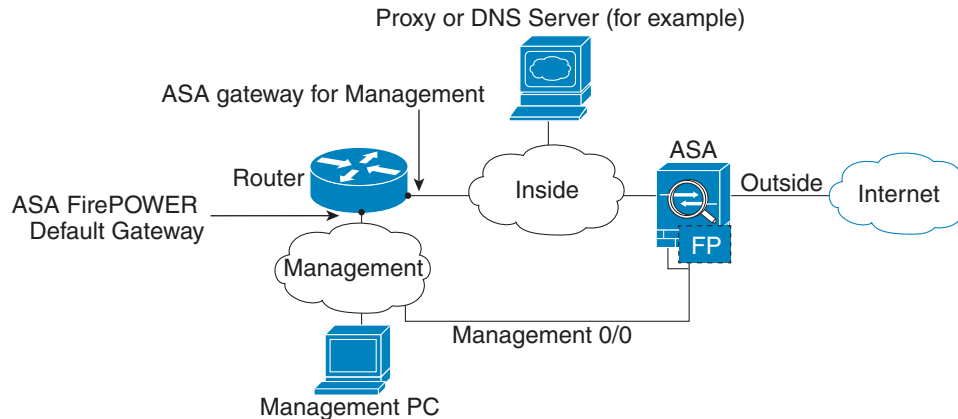 Proxy or DNS Server (for example)
ASA gateway for Management
ASA
Router
Inside
Outside
Internet
ASA FirePOWER
Default Gateway
FP
Management
Management 0/0
Management PC